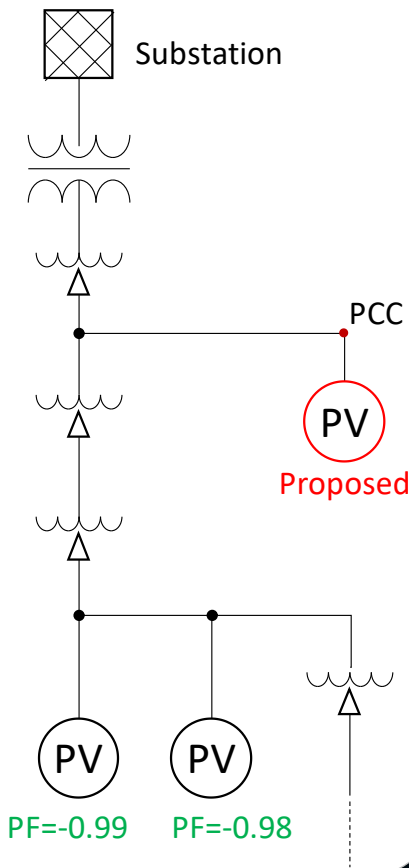 Substation
PCC
PV
Proposed
PV
PV
PF=-0.99
PF=-0.98